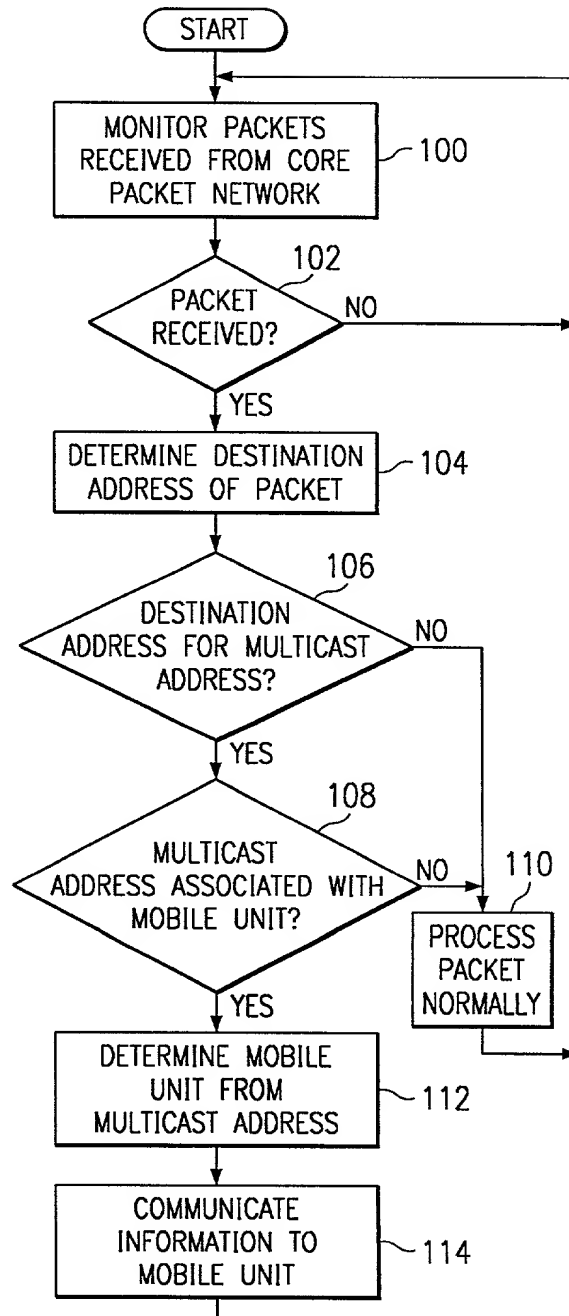 START
MONITOR PACKETS
RECEIVED FROM CORE
PACKET NETWORK
100
102
PACKET
RECEIVED?
NO
YES
DETERMINE DESTINATION
ADDRESS OF PACKET
104
106
DESTINATION
ADDRESS FOR MULTICAST
ADDRESS?
NO
YES
108
MULTICAST
ADDRESS ASSOCIATED WITH
MOBILE UNIT?
NO
110
PROCESS
PACKET
NORMALLY
YES
DETERMINE MOBILE
UNIT FROM
MULTICAST ADDRESS
112
COMMUNICATE
INFORMATION TO
MOBILE UNIT
114